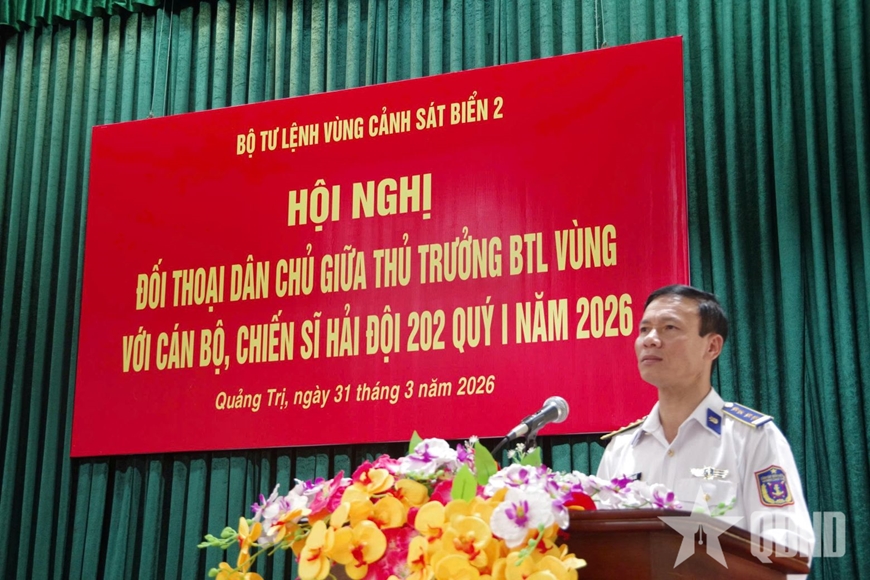 BỘ TƯ LỆNH VÙNG CẢNH SÁT BIỂN 2
HỘI NGHỊ
ĐỐI THOẠI DÂN CHỦ GIỮA THỦ TRƯỞNG BTL VÙNG
VỚI CÁN BỘ, CHIẾN SĨ HẢI ĐỘI 202 QUÝ I NĂM 2026
Quảng Trị, ngày 31 tháng 3 năm 2026
QĐND